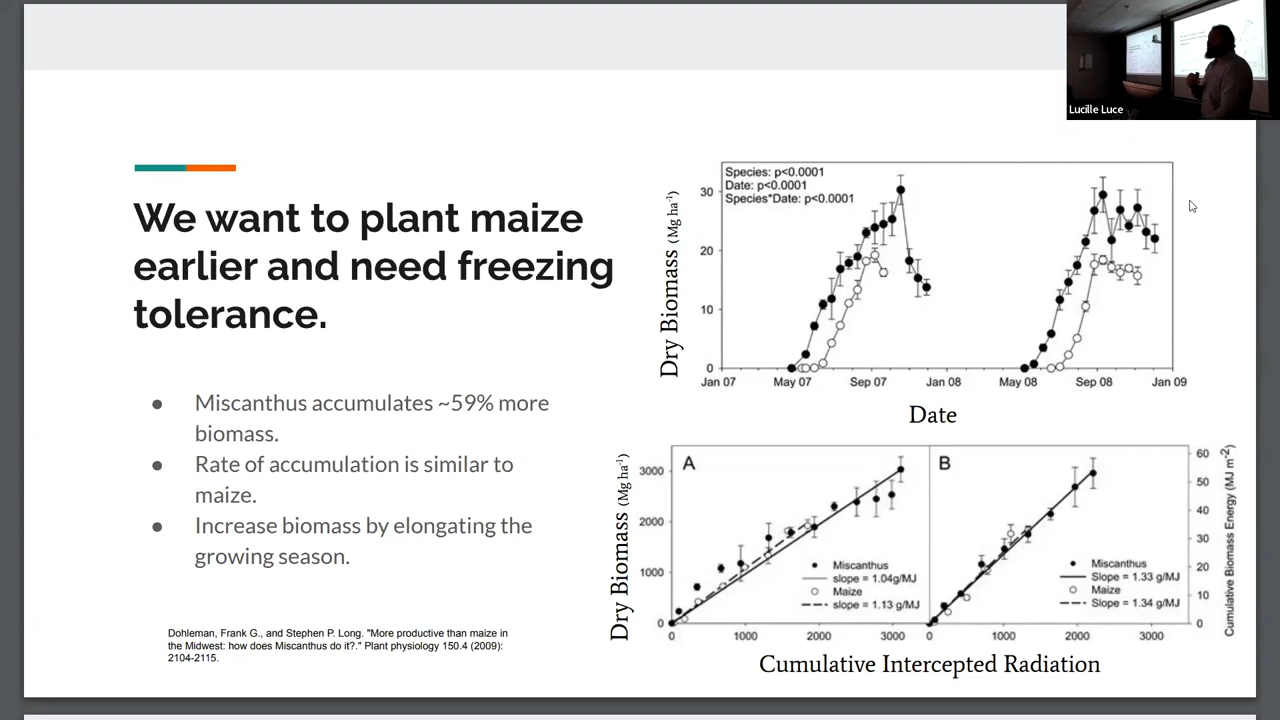 Lucille Luce
We want to plant maize
earlier and need freezing
tolerance.
● Miscanthus accumulates ~59% more
biomass.
● Rate of accumulation is similar to
maize.
● Increase biomass by elongating the
growing season.
Dohleman, Frank G., and Stephen P. Long. "More productive than maize in
the Midwest: how does Miscanthus do it?." Plant physiology 150.4 (2009):
2104-2115.
Species: p<0.0001
Date: p<0.0001
Species*Date: p<0.0001
Dry Biomass (Mg ha⁻¹)
30
20
10
0
Jan 07 May 07 Sep 07 Jan 08 May 08 Sep 08 Jan 09
Date
A
Dry Biomass (Mg ha⁻¹)
3000
2000
1000
0
Miscanthus
slope = 1.04g/MJ
Maize
slope = 1.13 g/MJ
0 1000 2000 3000
B
Miscanthus
Slope = 1.33 g/MJ
Maize
Slope = 1.34 g/MJ
0 1000 2000 3000
60
50
40
30
20
10
0
Cumulative Biomass Energy (MJ m⁻²)
Cumulative Intercepted Radiation